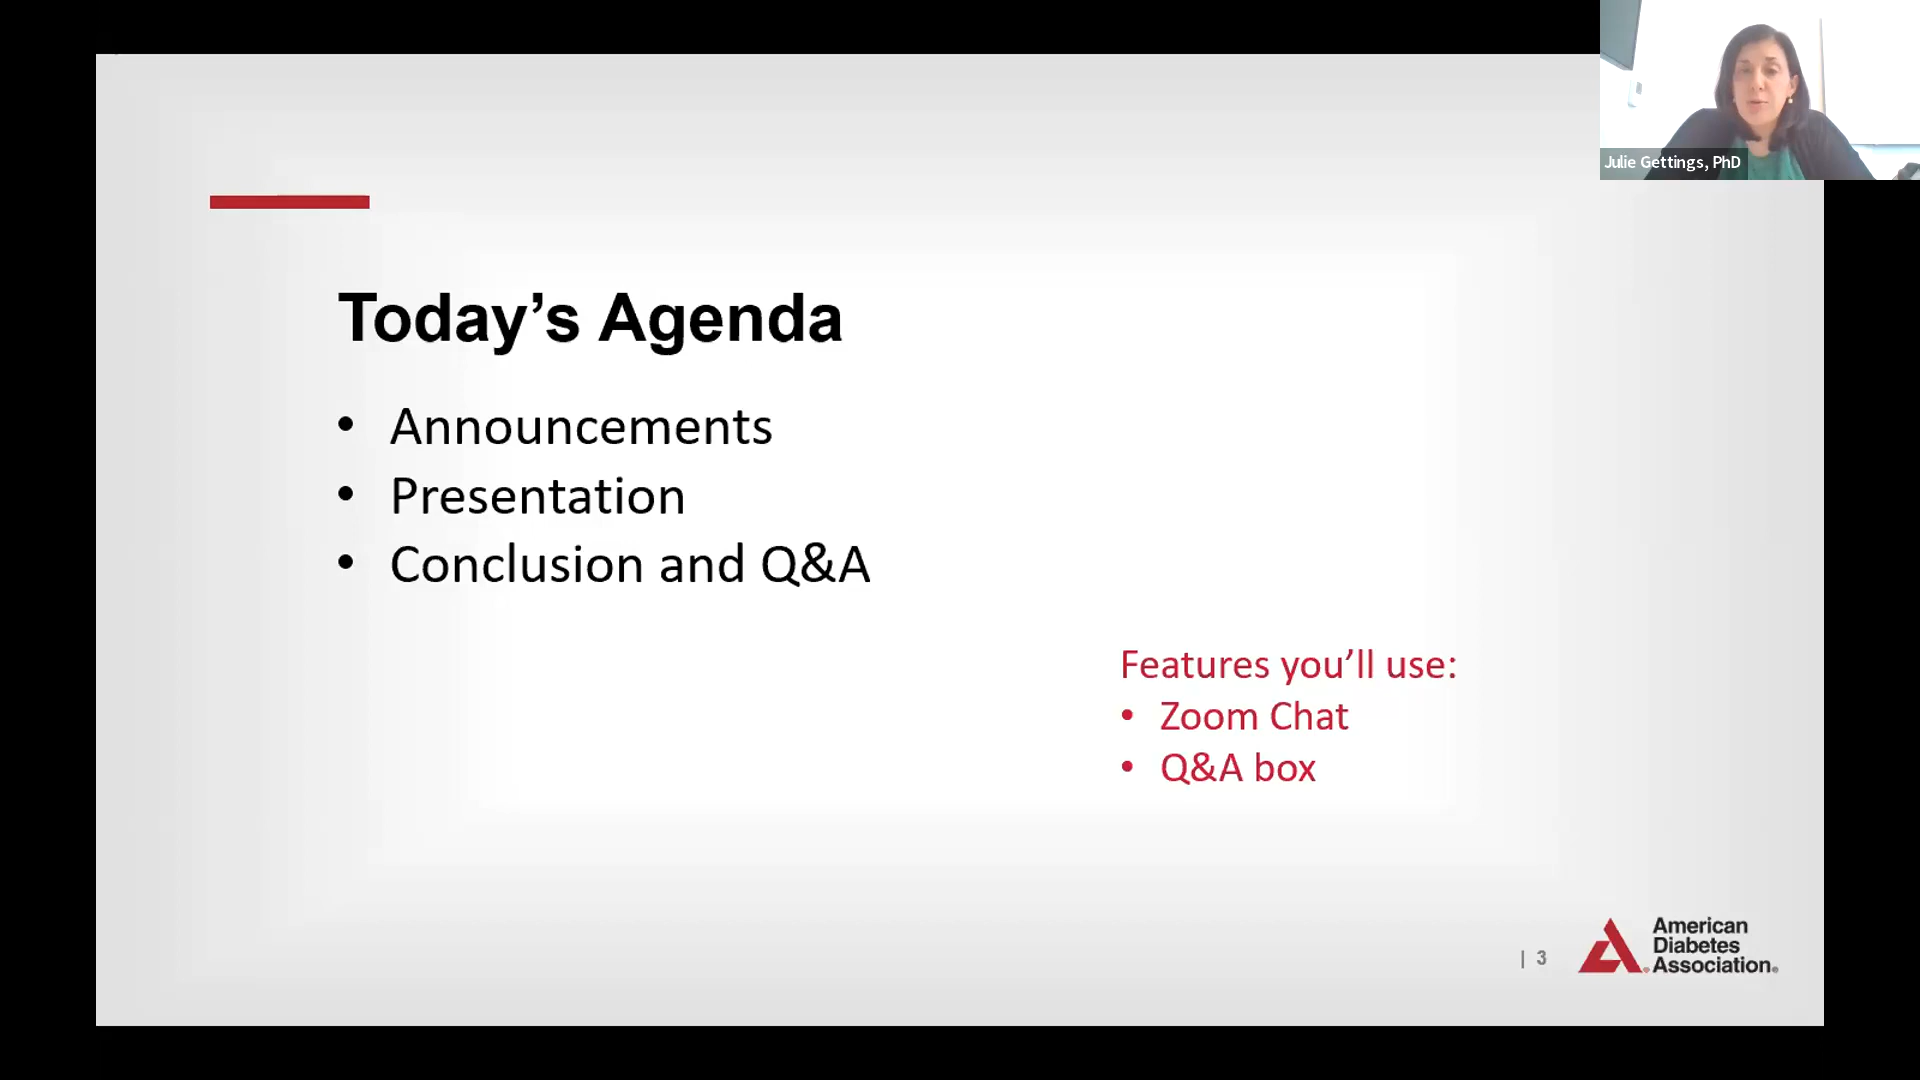 Julie Gettings, PhD
Today’s Agenda
• Announcements
• Presentation
• Conclusion and Q&A
Features you’ll use:
• Zoom Chat
• Q&A box
| 3
American
Diabetes
Association®